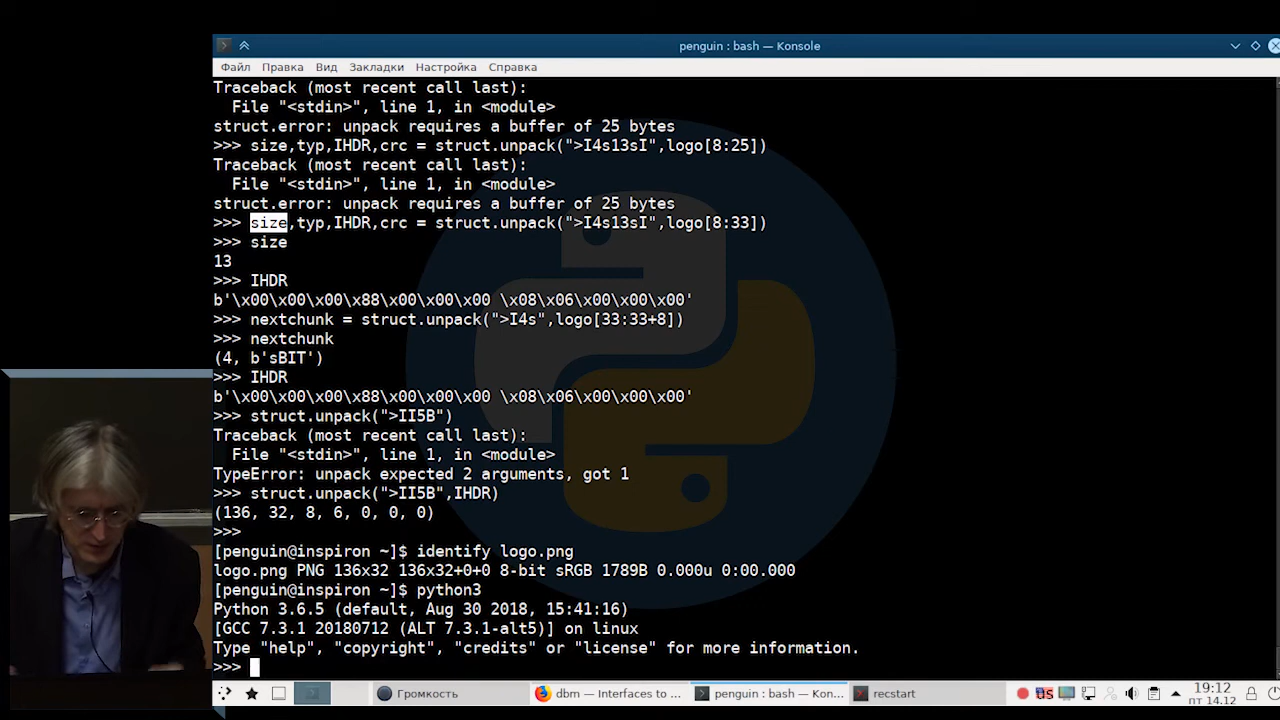 penguin : bash — Konsole
Файл Правка Вид Закладки Настройка Справка
Traceback (most recent call last):
  File "<stdin>", line 1, in <module>
struct.error: unpack requires a buffer of 25 bytes
>>> size,typ,IHDR,crc = struct.unpack(">I4s13sI",logo[8:25])
Traceback (most recent call last):
  File "<stdin>", line 1, in <module>
struct.error: unpack requires a buffer of 25 bytes
>>> size,typ,IHDR,crc = struct.unpack(">I4s13sI",logo[8:33])
>>> size
13
>>> IHDR
b'\x00\x00\x00\x88\x00\x00\x00 \x08\x06\x00\x00\x00'
>>> nextchunk = struct.unpack(">I4s",logo[33:33+8])
>>> nextchunk
(4, b'sBIT')
>>> IHDR
b'\x00\x00\x00\x88\x00\x00\x00 \x08\x06\x00\x00\x00'
>>> struct.unpack(">II5B")
Traceback (most recent call last):
  File "<stdin>", line 1, in <module>
TypeError: unpack expected 2 arguments, got 1
>>> struct.unpack(">II5B",IHDR)
(136, 32, 8, 6, 0, 0, 0)
>>>
[penguin@inspiron ~]$ identify logo.png
logo.png PNG 136x32 136x32+0+0 8-bit sRGB 1789B 0.000u 0:00.000
[penguin@inspiron ~]$ python3
Python 3.6.5 (default, Aug 30 2018, 15:41:16)
[GCC 7.3.1 20180712 (ALT 7.3.1-alt5)] on linux
Type "help", "copyright", "credits" or "license" for more information.
>>>
Громкость dbm — Interfaces to ... penguin : bash — Kon... recstart us 19:12
пт 14.12